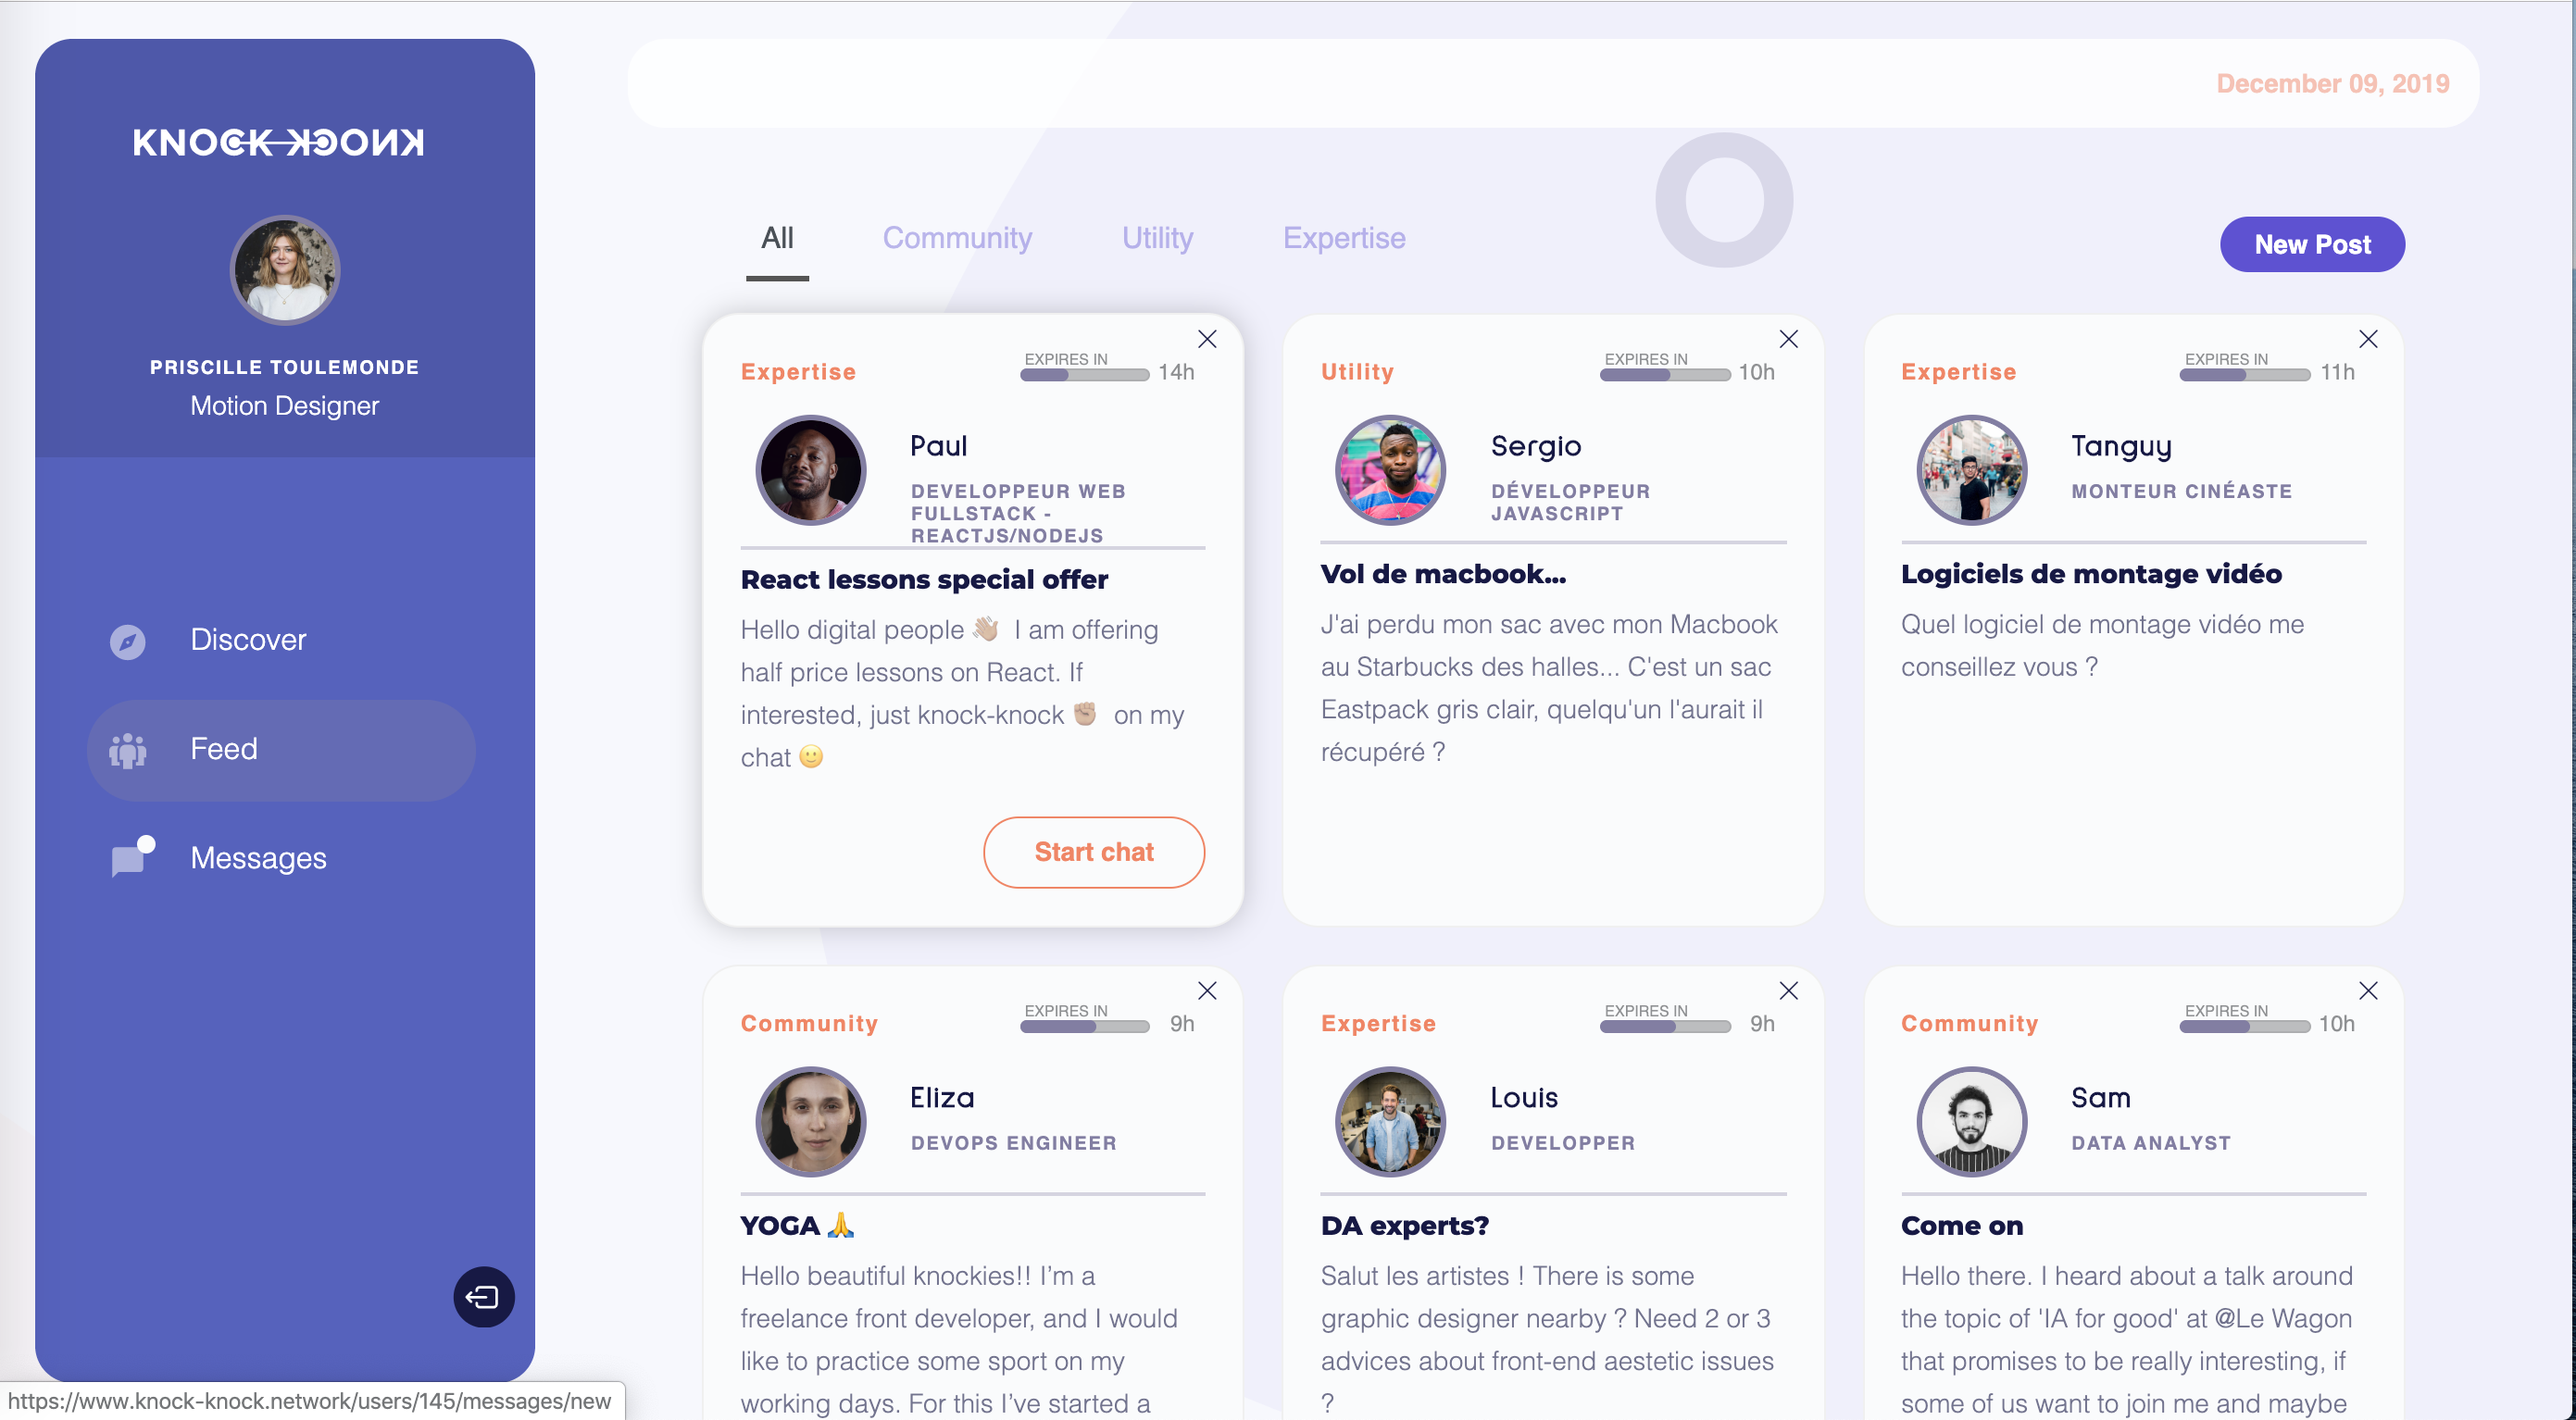 KNOCK KNOCK
PRISCILLE TOULEMONDE
Motion Designer
Discover
Feed
Messages
https://www.knock-knock.network/users/145/messages/new
December 09, 2019
All
Community
Utility
Expertise
New Post
Expertise
EXPIRES IN
14h
Paul
DEVELOPPEUR WEB
FULLSTACK -
REACTJS/NODEJS
React lessons special offer
Hello digital people 👋🏼 I am offering
half price lessons on React. If
interested, just knock-knock ✊🏼 on my
chat 🙂
Start chat
Utility
EXPIRES IN
10h
Sergio
DÉVELOPPEUR
JAVASCRIPT
Vol de macbook...
J'ai perdu mon sac avec mon Macbook
au Starbucks des halles... C'est un sac
Eastpack gris clair, quelqu'un l'aurait il
récupéré ?
Expertise
EXPIRES IN
11h
Tanguy
MONTEUR CINÉASTE
Logiciels de montage vidéo
Quel logiciel de montage vidéo me
conseillez vous ?
Community
EXPIRES IN
9h
Eliza
DEVOPS ENGINEER
YOGA 🙏
Hello beautiful knockies!! I’m a
freelance front developer, and I would
like to practice some sport on my
working days. For this I’ve started a
Expertise
EXPIRES IN
9h
Louis
DEVELOPPER
DA experts?
Salut les artistes ! There is some
graphic designer nearby ? Need 2 or 3
advices about front-end aestetic issues
?
Community
EXPIRES IN
10h
Sam
DATA ANALYST
Come on
Hello there. I heard about a talk around
the topic of 'IA for good' at @Le Wagon
that promises to be really interesting, if
some of us want to join me and maybe